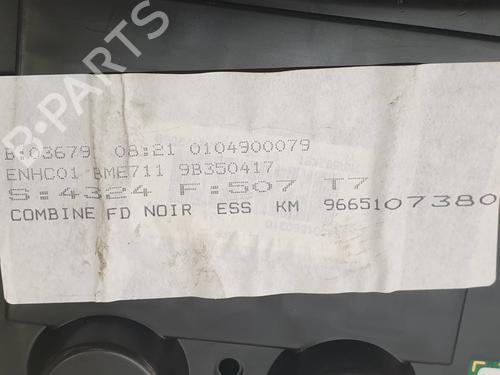 B:03679 08:21 0104900079
ENHC01 BME711 9B350417
S:4324 F:507 T7
COMBINE FD NOIR ESS KM 9665107380
B-PARTS